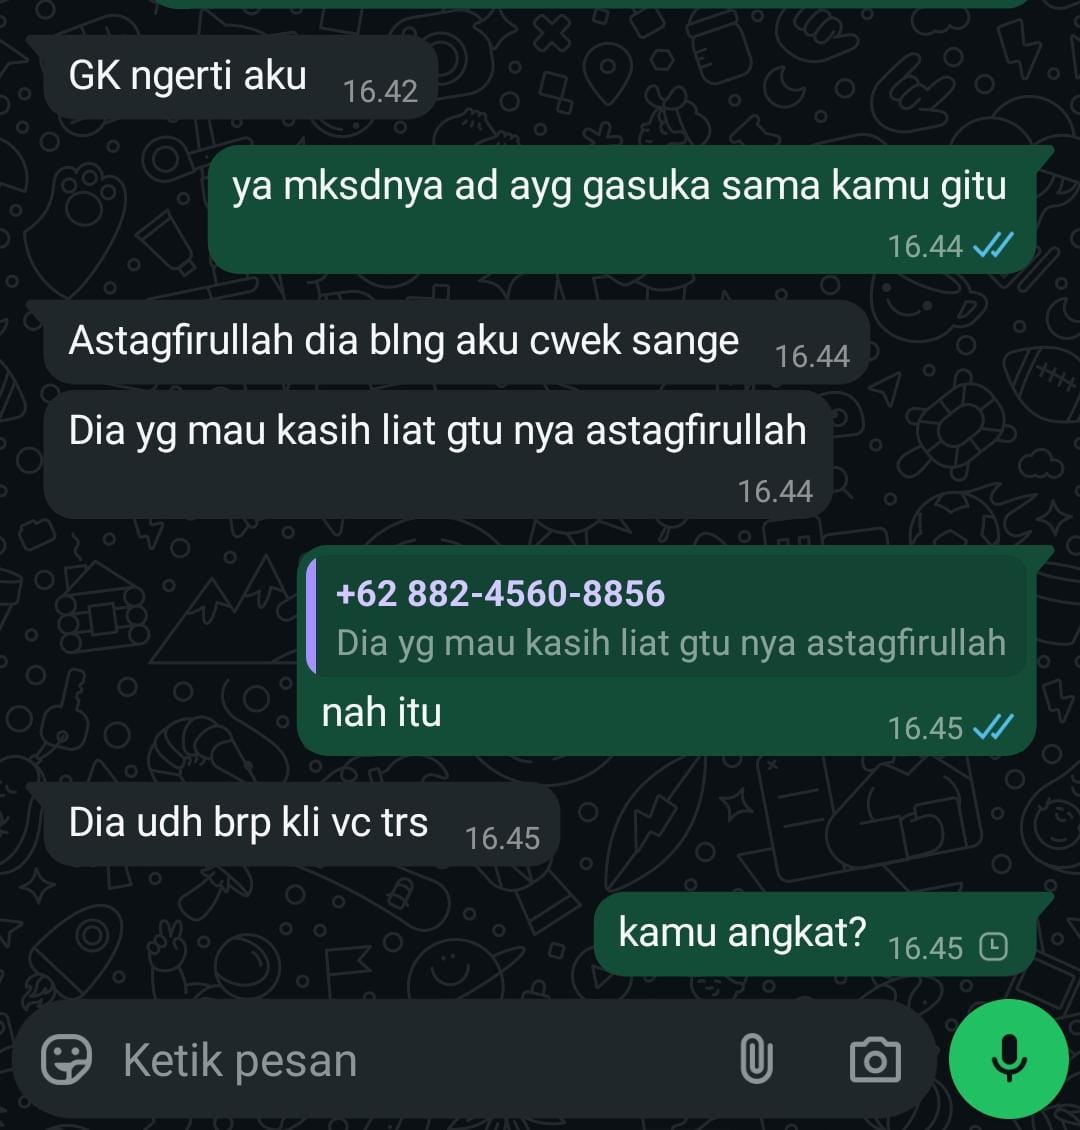 GK ngerti aku 16.42
ya mksdnya ad ayg gasuka sama kamu gitu
16.44
Astagfirullah dia blng aku cwek sange 16.44
Dia yg mau kasih liat gtu nya astagfirullah
16.44
+62 882-4560-8856
Dia yg mau kasih liat gtu nya astagfirullah
nah itu 16.45
Dia udh brp kli vc trs 16.45
kamu angkat? 16.45
Ketik pesan